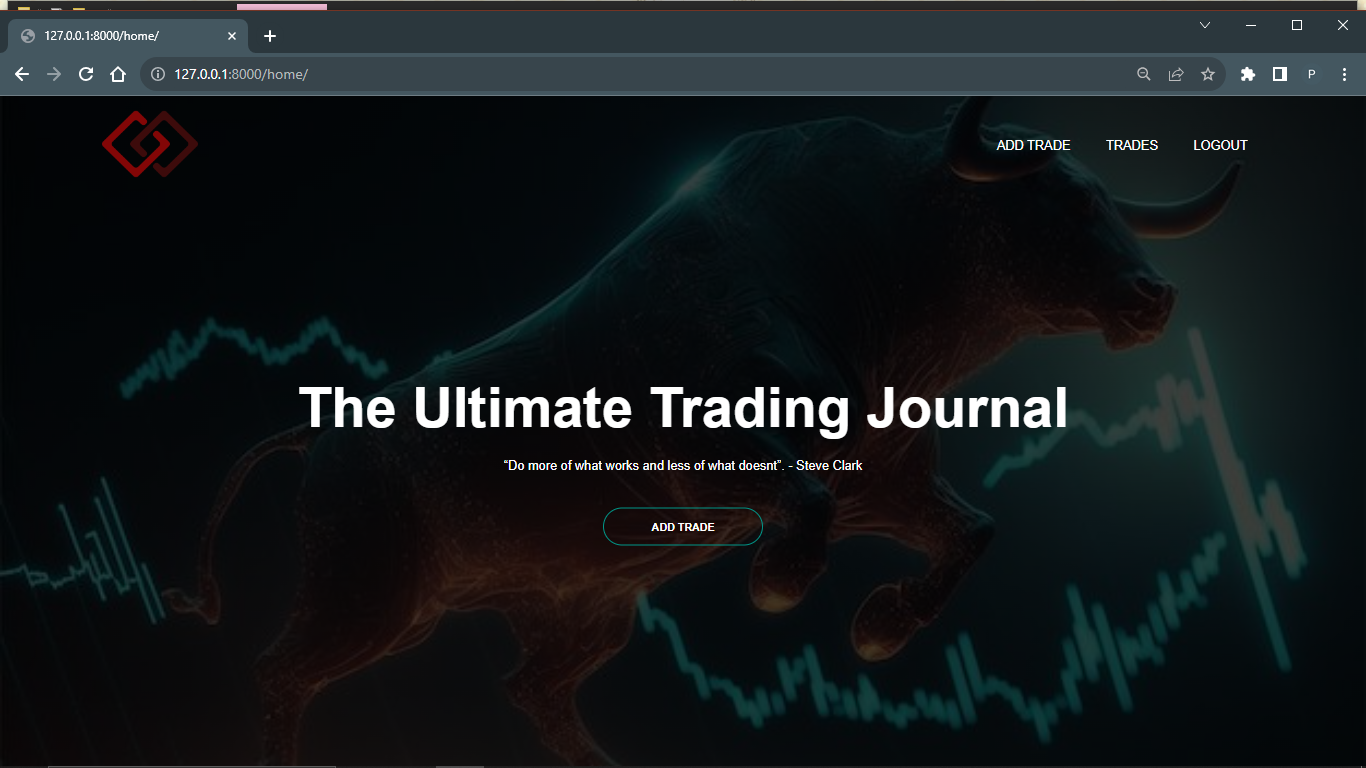 127.0.0.1:8000/home/
127.0.0.1:8000/home/
P
ADD TRADE
TRADES
LOGOUT
The Ultimate Trading Journal
“Do more of what works and less of what doesnt”. - Steve Clark
ADD TRADE